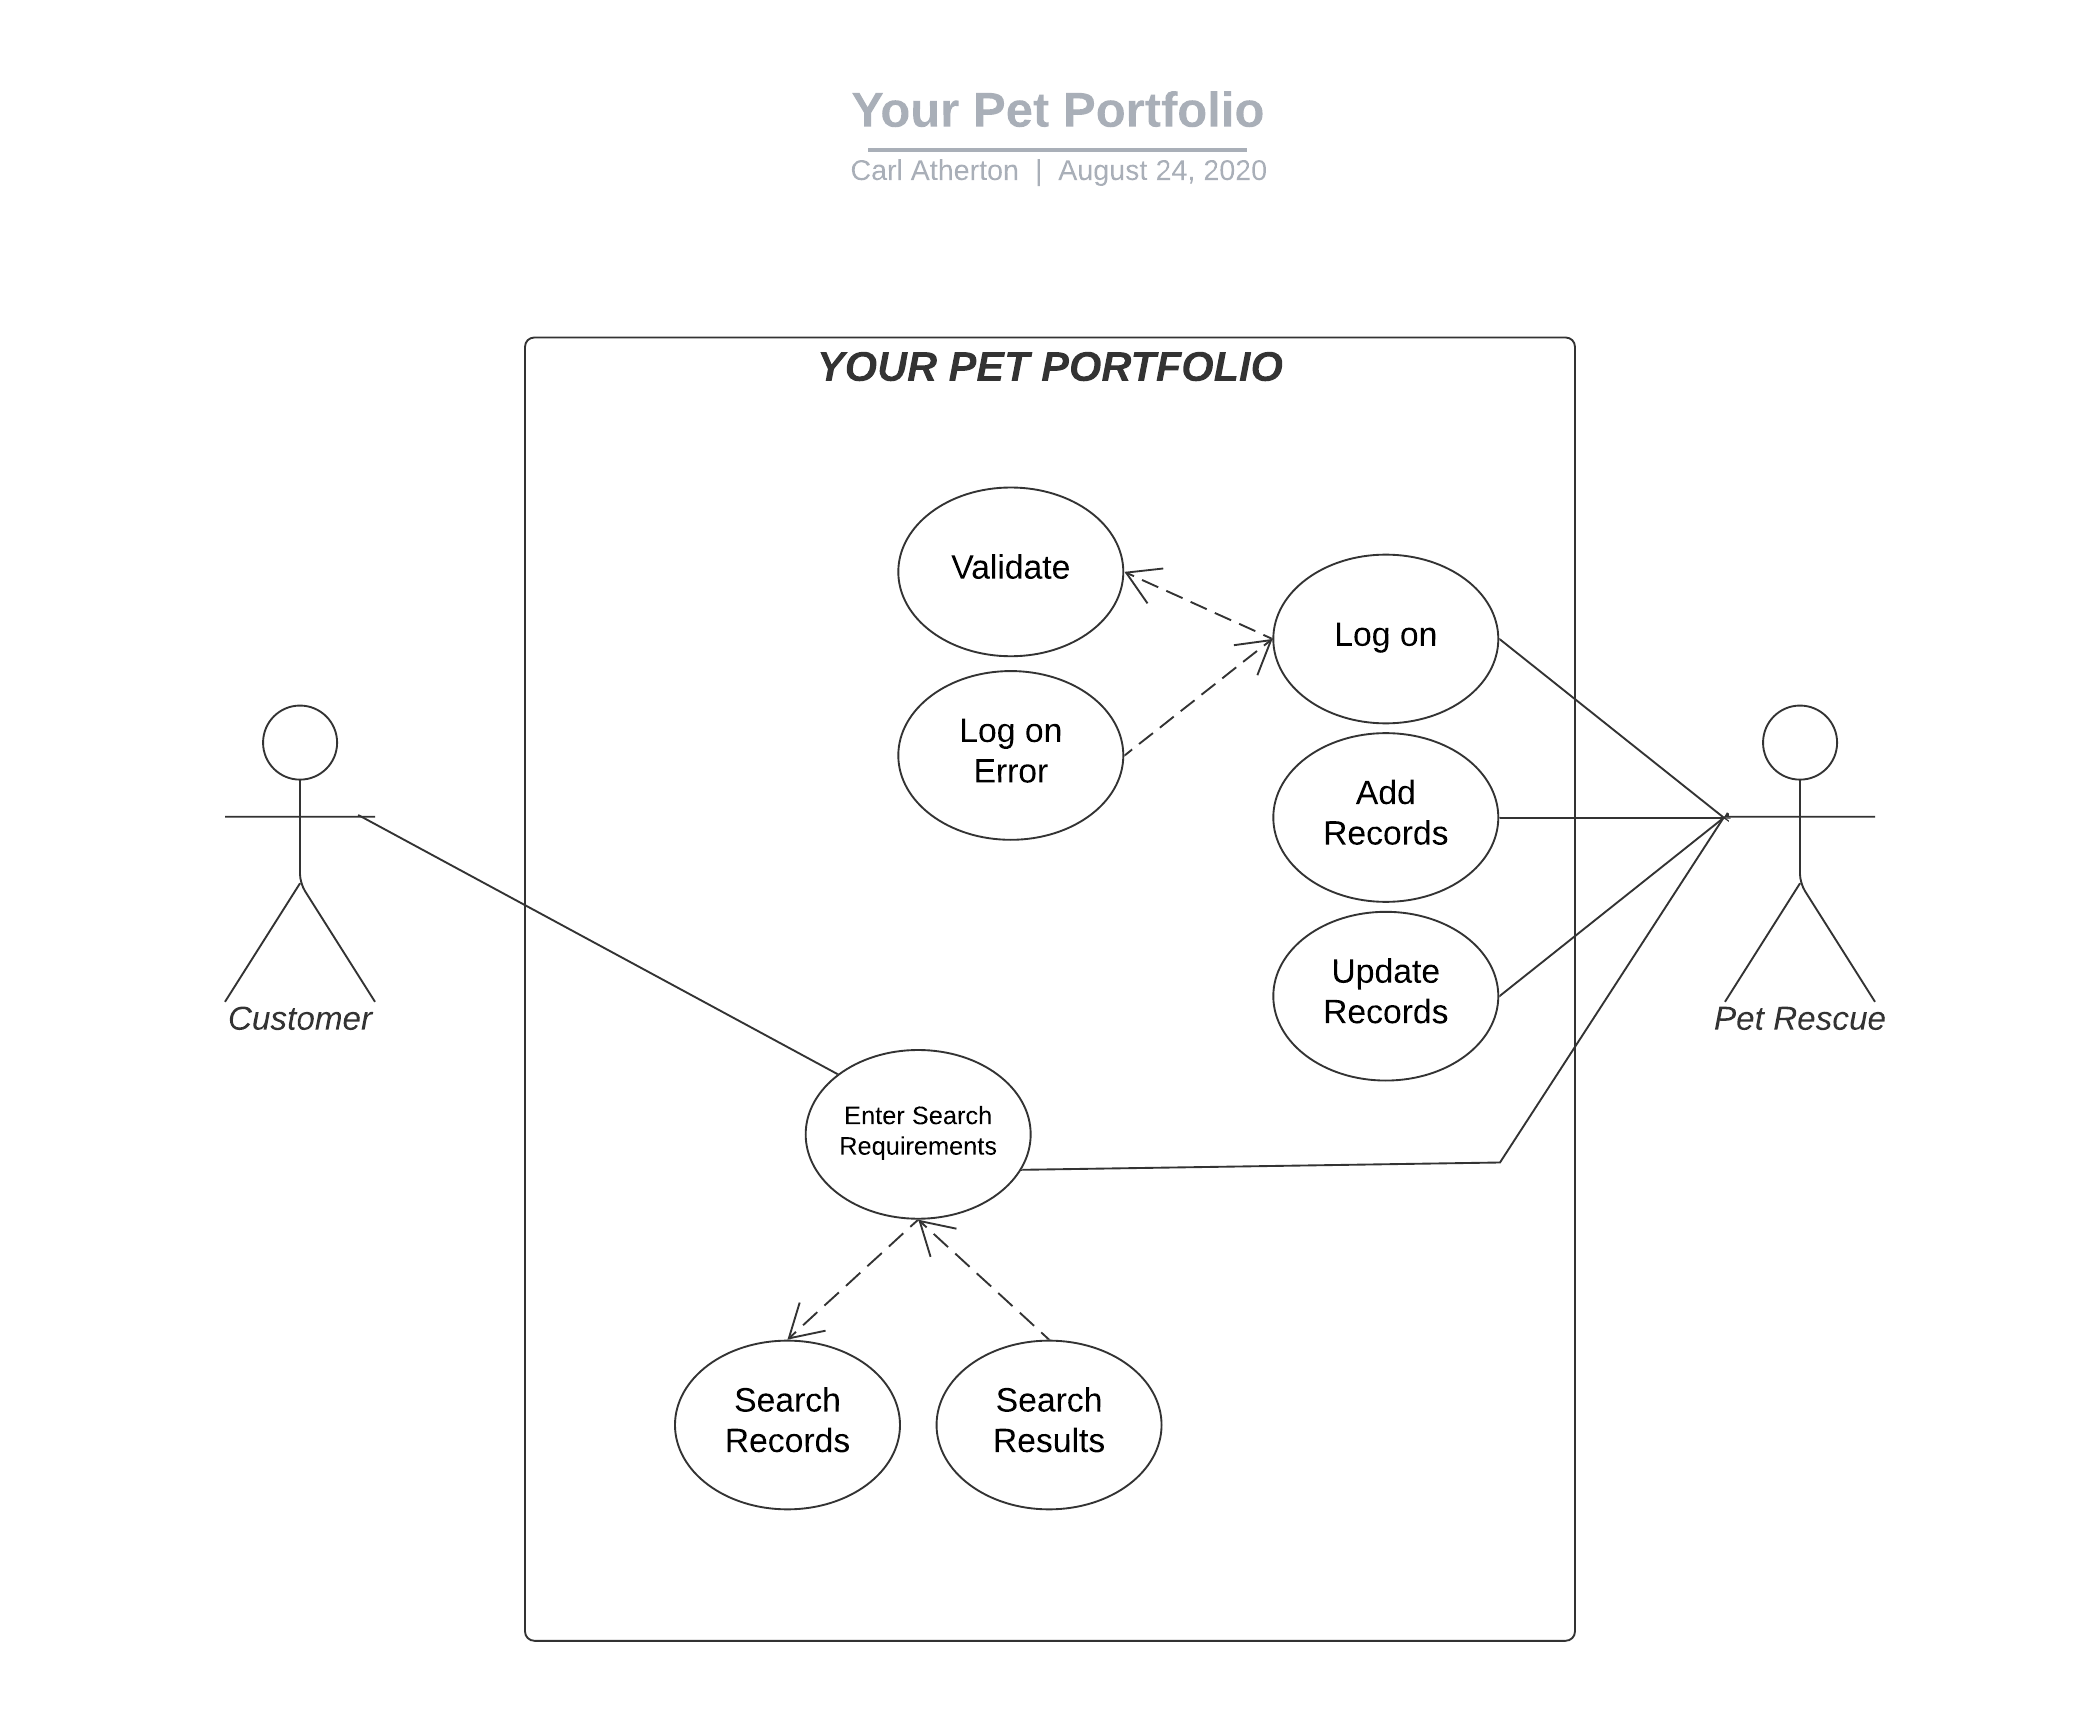 Your Pet Portfolio
Carl Atherton | August 24, 2020
YOUR PET PORTFOLIO
Validate
Log on
Log on
Error
Add
Records
Update
Records
Customer
Pet Rescue
Enter Search
Requirements
Search
Records
Search
Results